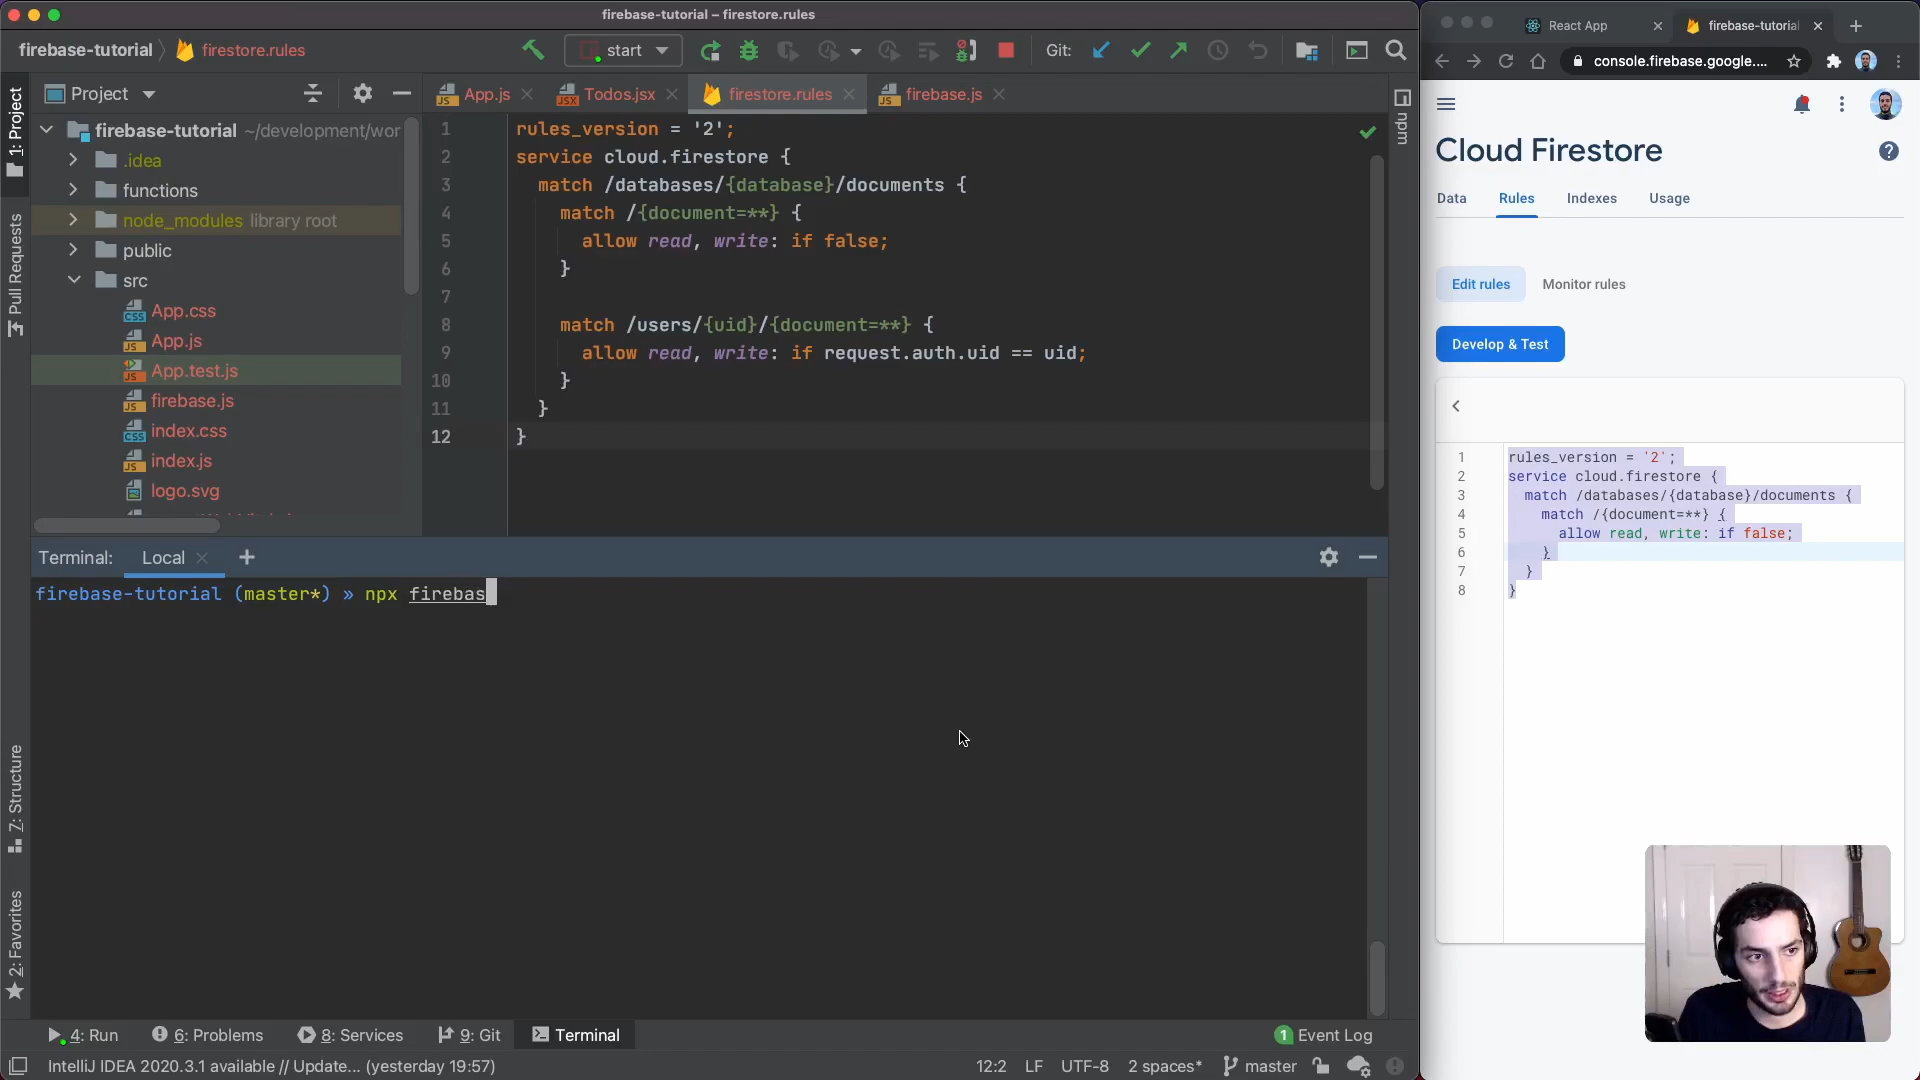 firebase-tutorial – firestore.rules
firebase-tutorial
firestore.rules
start
Git:
1: Project
Pull Requests
Z: Structure
2: Favorites
Project
firebase-tutorial ~/development/wor
.idea
functions
node_modules library root
public
src
App.css
App.js
App.test.js
firebase.js
index.css
index.js
logo.svg
App.js
Todos.jsx
firestore.rules
firebase.js
npm
1 rules_version = '2';
2 service cloud.firestore {
3 match /databases/{database}/documents {
4 match /{document=**} {
5 allow read, write: if false;
6 }
7
8 match /users/{uid}/{document=**} {
9 allow read, write: if request.auth.uid == uid;
10 }
11 }
12 }
Terminal: Local
firebase-tutorial (master*) » npx firebas
4: Run
6: Problems
8: Services
9: Git
Terminal
1 Event Log
IntelliJ IDEA 2020.3.1 available // Update... (yesterday 19:57)
12:2 LF UTF-8 2 spaces* master
React App
firebase-tutorial
console.firebase.google....
Cloud Firestore
Data
Rules
Indexes
Usage
Edit rules
Monitor rules
Develop & Test
1 rules_version = '2';
2 service cloud.firestore {
3 match /databases/{database}/documents {
4 match /{document=**} {
5 allow read, write: if false;
6 }
7 }
8 }